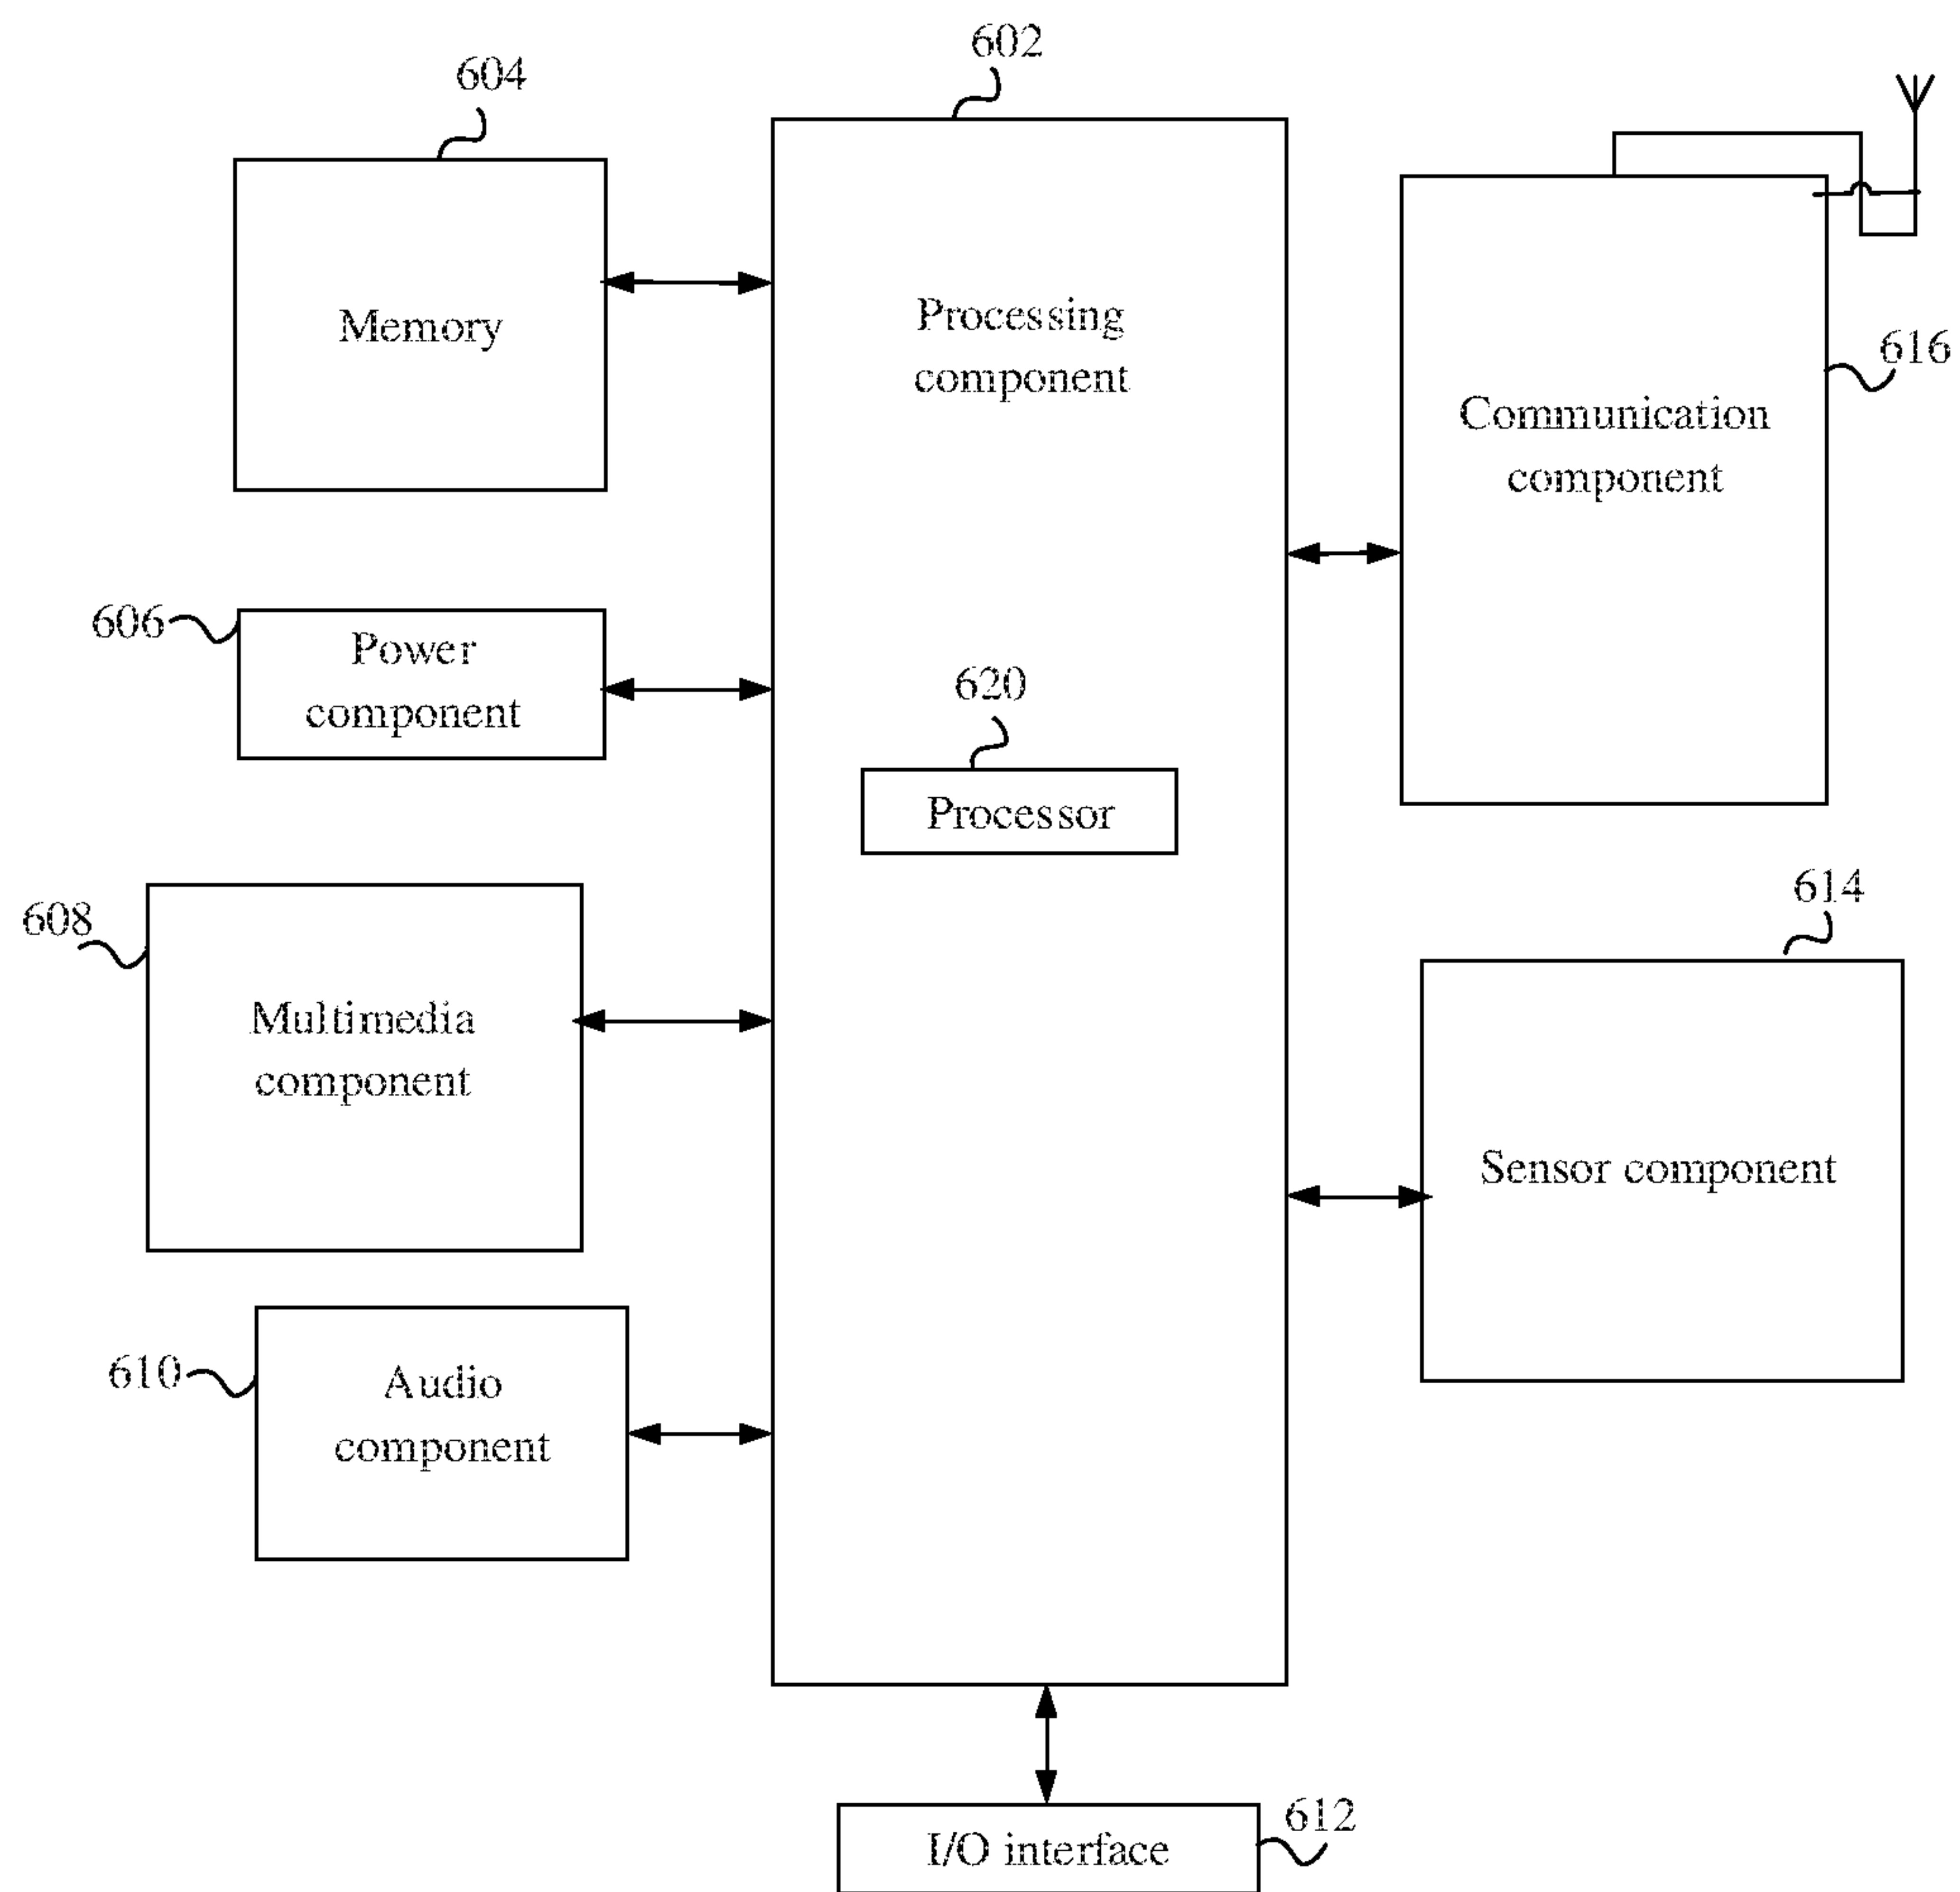 602
604
Memory
Processing
component
616
Communication
component
606
Power
component
620
Processor
608
Multimedia
component
614
Sensor component
610
Audio
component
612
I/O interface